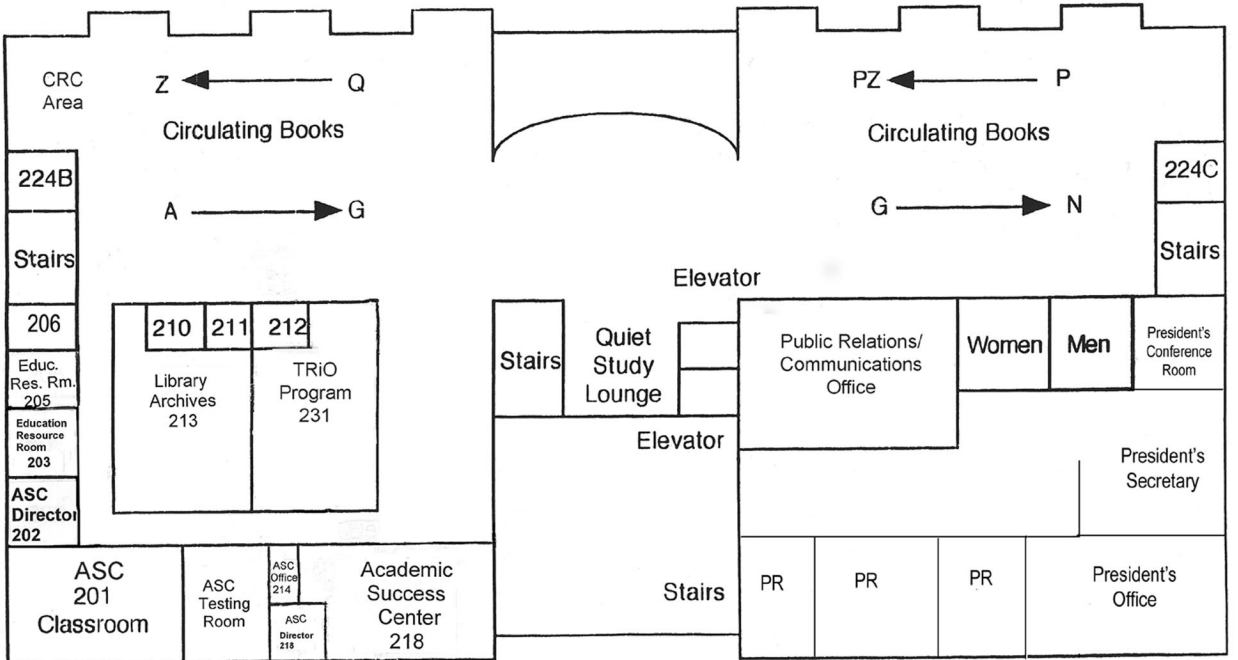 CRC
Area
Z
Q
Circulating Books
A
G
PZ
P
Circulating Books
G
N
224B
Stairs
206
Educ.
Res. Rm.
205
Education
Resource
Room
203
ASC
Director
202
210
211
212
Library
Archives
213
TRiO
Program
231
224C
Stairs
Elevator
Stairs
Quiet
Study
Lounge
Elevator
Public Relations/
Communications
Office
Women
Men
President's
Conference
Room
President's
Secretary
ASC
201
Classroom
ASC
Testing
Room
ASC
Office
214
ASC
Director
218
Academic
Success
Center
218
Stairs
PR
PR
PR
President's
Office